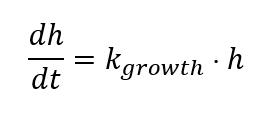 dh/dt = k_growth · h